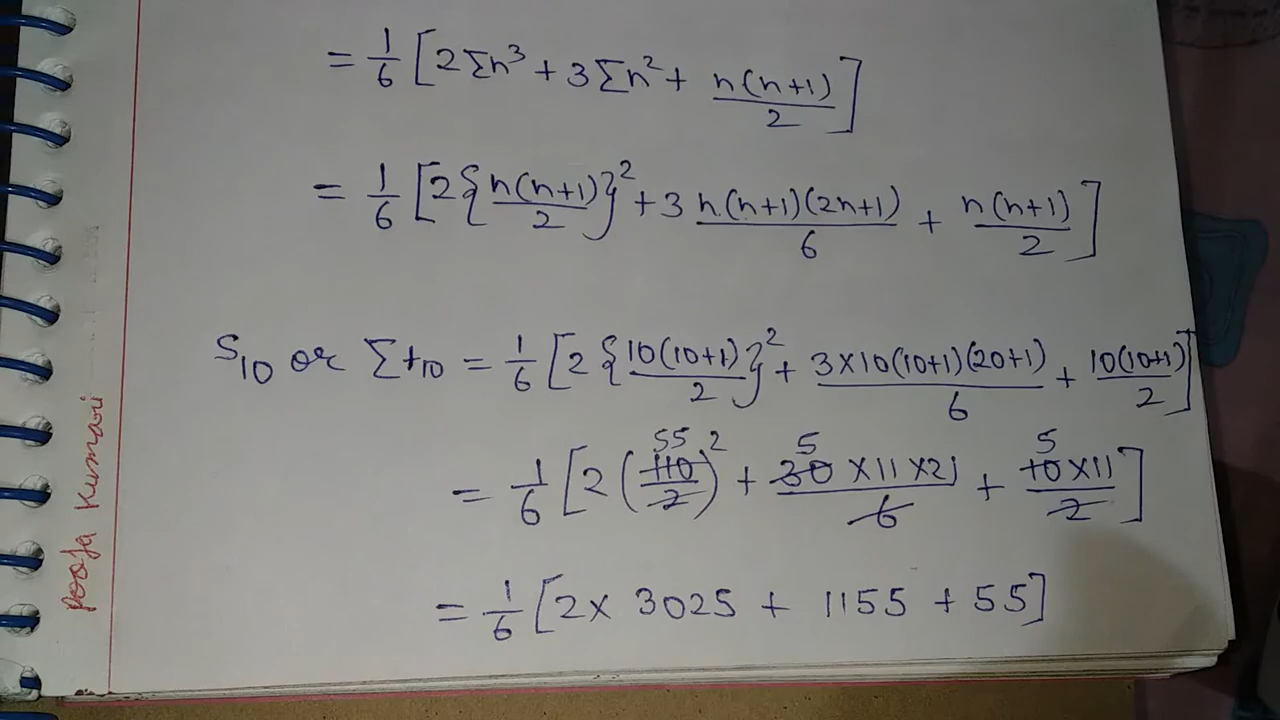 = 1/6 [2Σn³ + 3Σn² + n(n+1)/2]
= 1/6 [2{n(n+1)/2}² + 3 n(n+1)(2n+1)/6 + n(n+1)/2]
S₁₀ or Σt₁₀ = 1/6 [2{10(10+1)/2}² + 3×10(10+1)(20+1)/6 + 10(10+1)/2]
55 2 5 5
= 1/6 [2(110/2)² + 30×11×21/6 + 10×11/2]
= 1/6 [2× 3025 + 1155 + 55]
Pooja Kumari